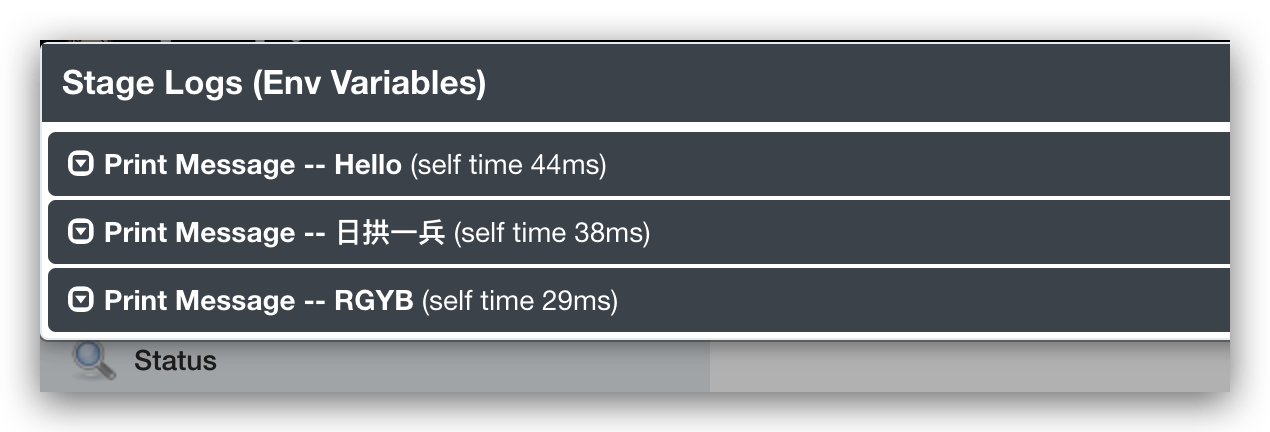 Stage Logs (Env Variables)
Print Message -- Hello (self time 44ms)
Print Message -- 日拱一兵 (self time 38ms)
Print Message -- RGYB (self time 29ms)
Status